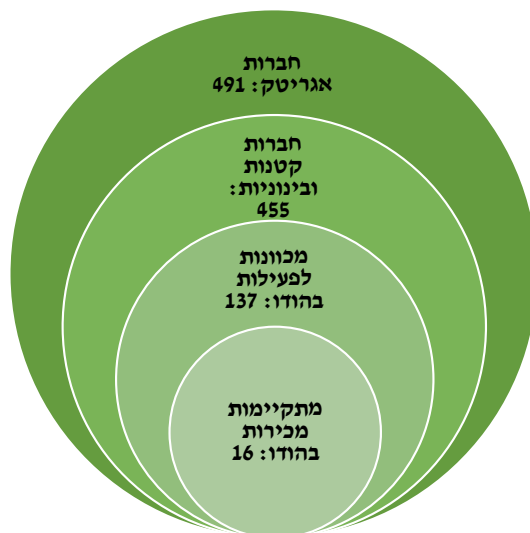 חברות
אגריטק: 491
חברות
קטנות
ובינוניות:
455
מכוונות
לפעילות
בהודו: 137
מתקיימות
מכירות
בהודו: 16